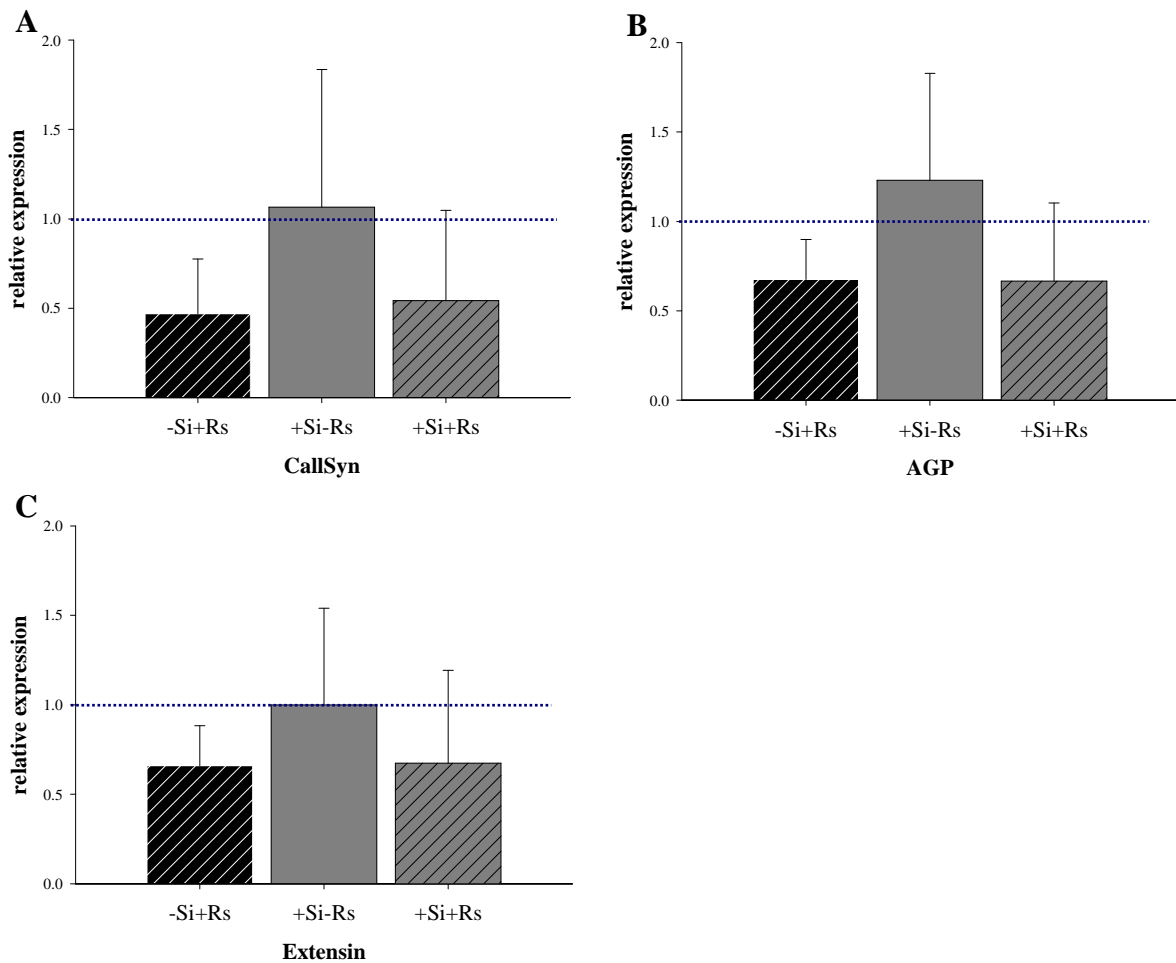 A
relative expression
2.0
1.5
1.0
0.5
0.0
-Si+Rs +Si-Rs +Si+Rs
CallSyn
B
relative expression
2.0
1.5
1.0
0.5
0.0
-Si+Rs +Si-Rs +Si+Rs
AGP
C
relative expression
2.0
1.5
1.0
0.5
0.0
-Si+Rs +Si-Rs +Si+Rs
Extensin